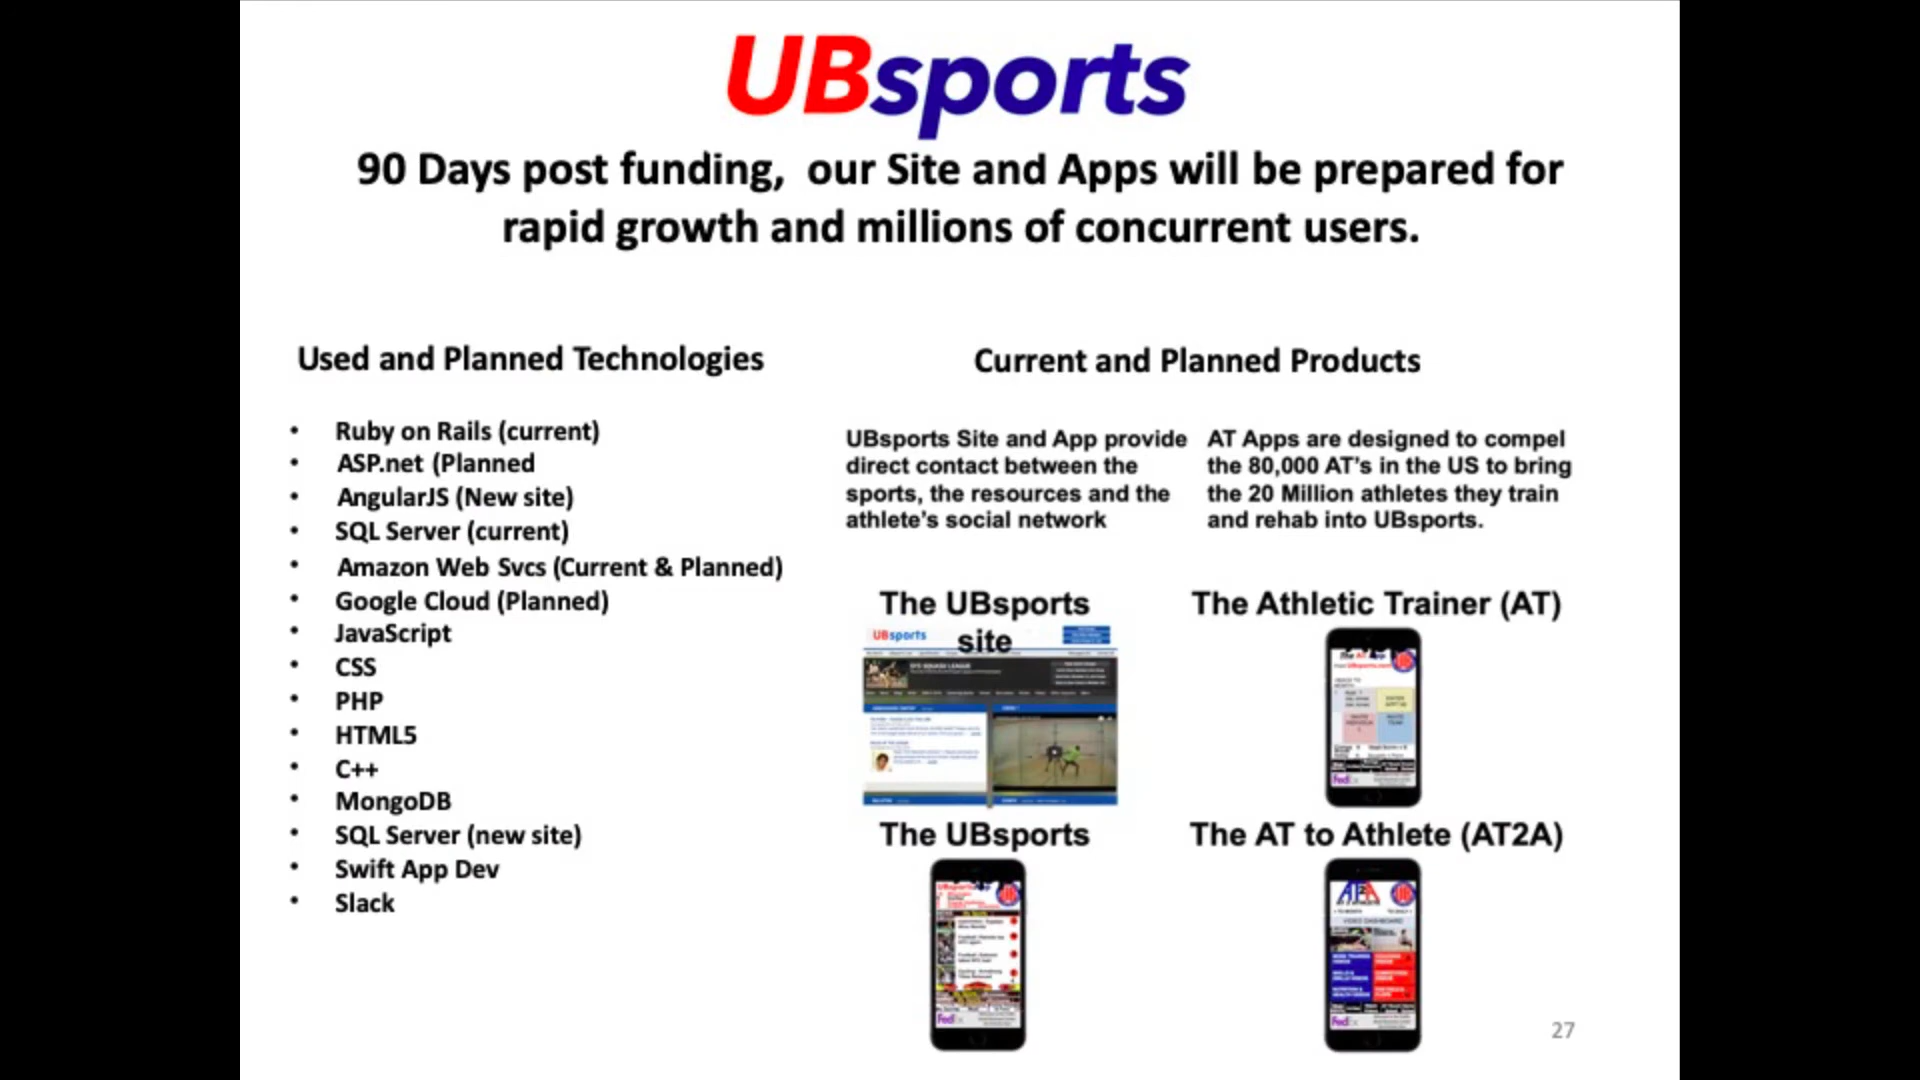 UBsports
90 Days post funding, our Site and Apps will be prepared for
rapid growth and millions of concurrent users.
Used and Planned Technologies
• Ruby on Rails (current)
• ASP.net (Planned
• AngularJS (New site)
• SQL Server (current)
• Amazon Web Svcs (Current & Planned)
• Google Cloud (Planned)
• JavaScript
• CSS
• PHP
• HTML5
• C++
• MongoDB
• SQL Server (new site)
• Swift App Dev
• Slack
Current and Planned Products
UBsports Site and App provide
direct contact between the
sports, the resources and the
athlete's social network
AT Apps are designed to compel
the 80,000 AT's in the US to bring
the 20 Million athletes they train
and rehab into UBsports.
The UBsports
site
UBsports
The Athletic Trainer (AT)
FedEx
The UBsports
FedEx
The AT to Athlete (AT2A)
VIDEO DASHBOARD
FedEx
27